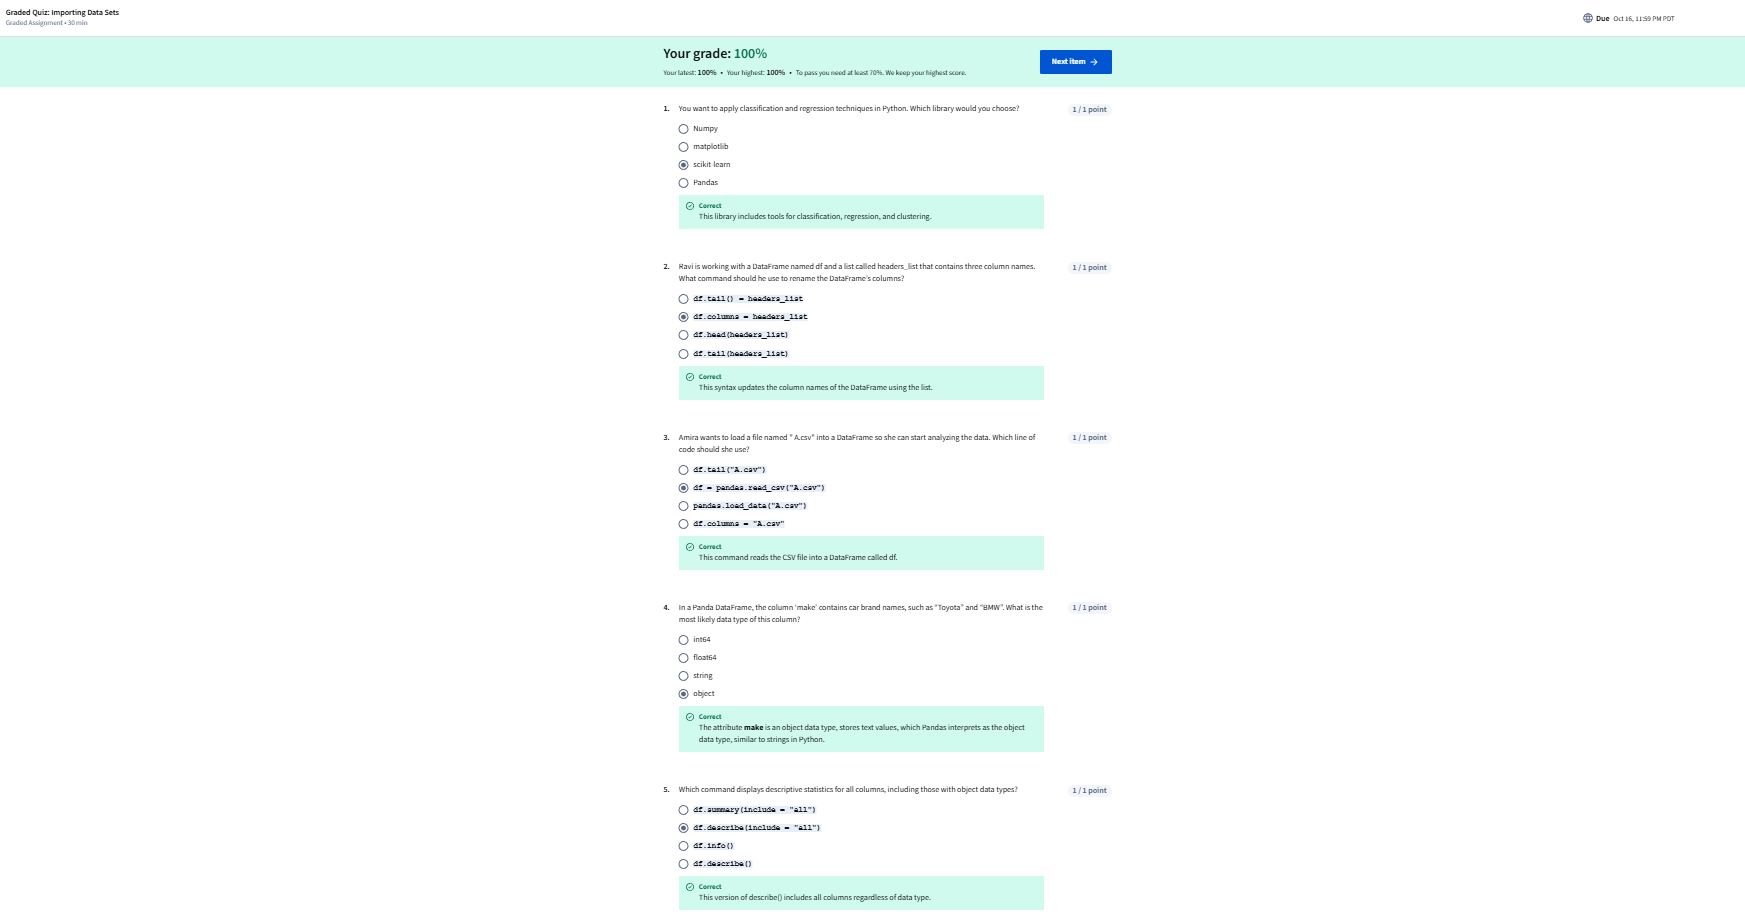 Graded Quiz: Importing Data Sets
Graded Assignment • 30 min
Due Oct 16, 11:59 PM PDT
Your grade: 100%
Your latest: 100% • Your highest: 100% • To pass you need at least 70%. We keep your highest score.
Next item →
1. You want to apply classification and regression techniques in Python. Which library would you choose?
1 / 1 point
Numpy
matplotlib
scikit-learn
Pandas
Correct
This library includes tools for classification, regression, and clustering.
2. Ravi is working with a DataFrame named df and a list called headers_list that contains three column names.
What command should he use to rename the DataFrame's columns?
1 / 1 point
df.tail() = headers_list
df.columns = headers_list
df.head(headers_list)
df.tail(headers_list)
Correct
This syntax updates the column names of the DataFrame using the list.
3. Amira wants to load a file named " A.csv" into a DataFrame so she can start analyzing the data. Which line of
code should she use?
1 / 1 point
df.tail("A.csv")
df = pandas.read_csv("A.csv")
pandas.load_data("A.csv")
df.columns = "A.csv"
Correct
This command reads the CSV file into a DataFrame called df.
4. In a Panda DataFrame, the column 'make' contains car brand names, such as “Toyota” and “BMW”. What is the
most likely data type of this column?
1 / 1 point
int64
float64
string
object
Correct
The attribute make is an object data type, stores text values, which Pandas interprets as the object
data type, similar to strings in Python.
5. Which command displays descriptive statistics for all columns, including those with object data types?
1 / 1 point
df.summary(include = "all")
df.describe(include = "all")
df.info()
df.describe()
Correct
This version of describe() includes all columns regardless of data type.